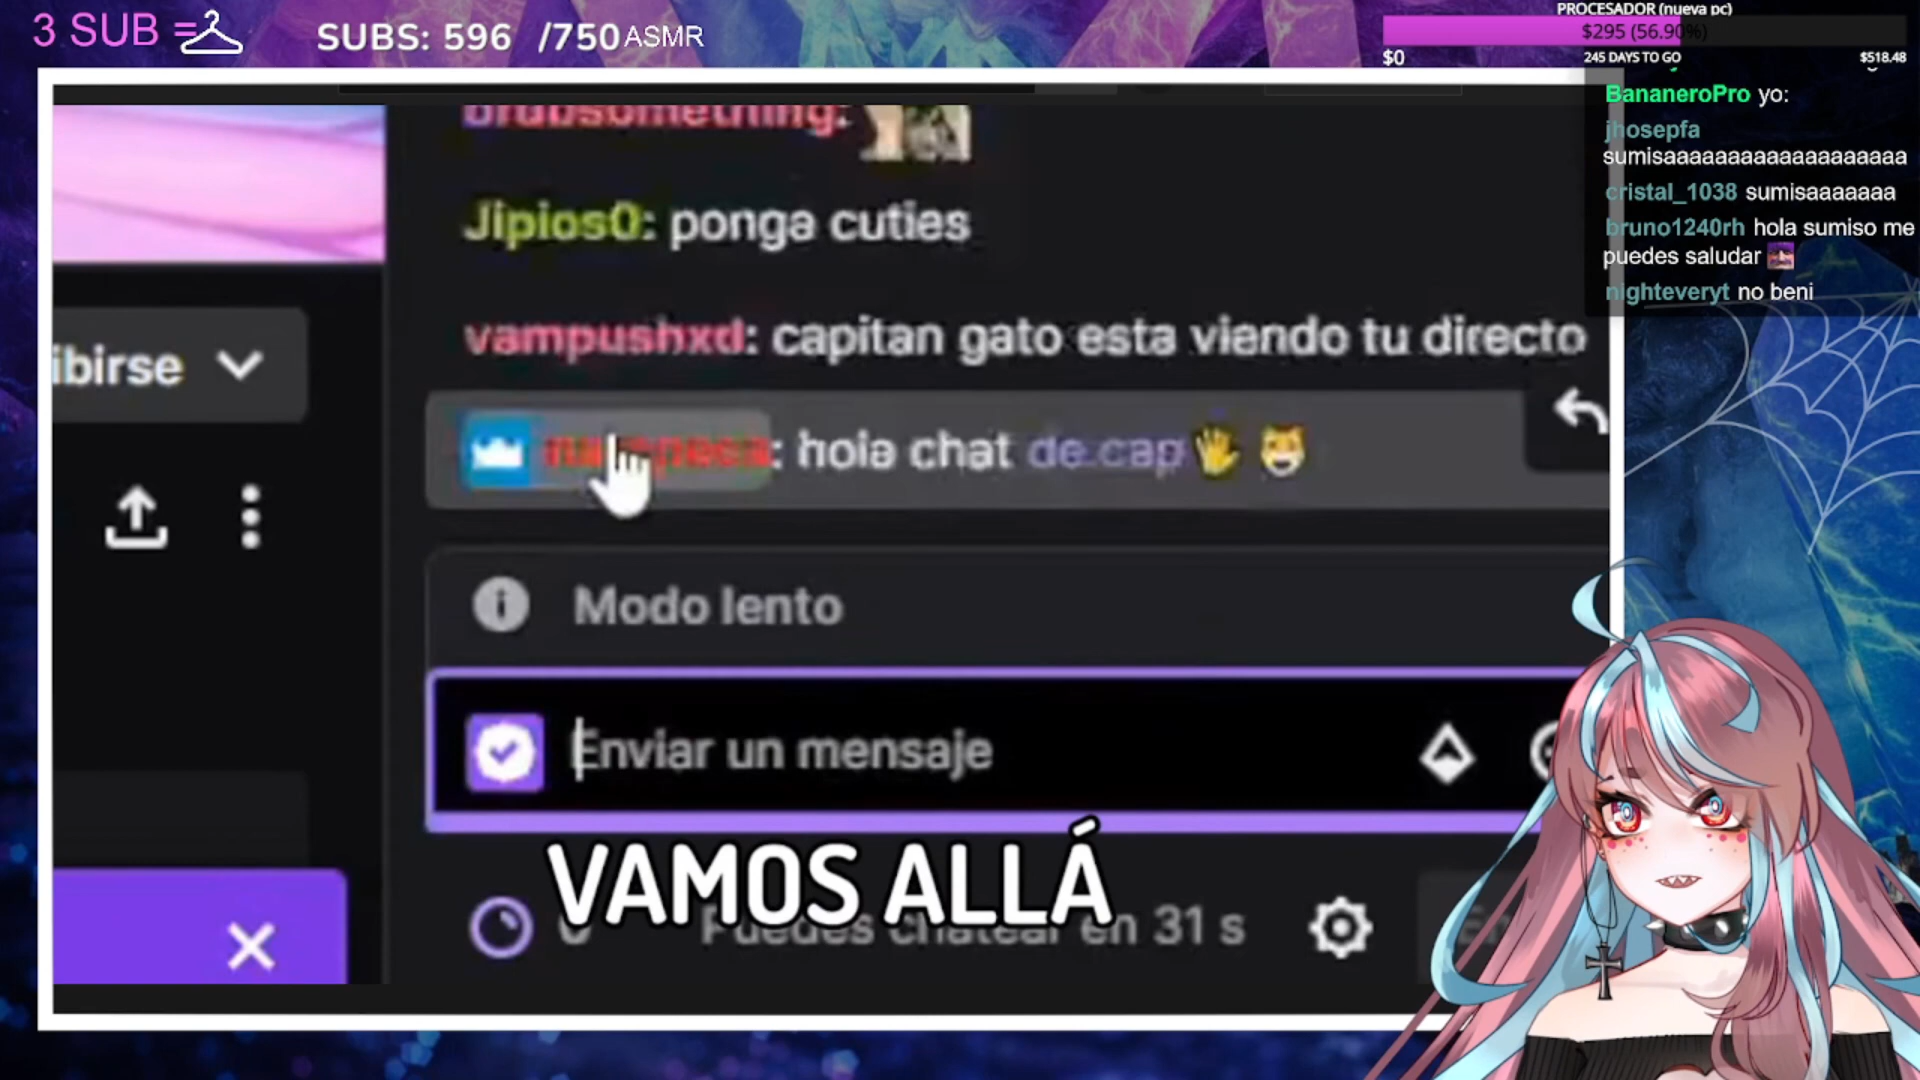 3 SUB =
SUBS: 596 /750 ASMR
PROCESADOR (nueva pc)
$295 (56.90%)
$0
245 DAYS TO GO
$518.48
BananeroPro yo:
jhosepfa
sumisaaaaaaaaaaaaaaaaaaa
cristal_1038 sumisaaaaaaa
bruno1240rh hola sumiso me
puedes saludar
nighteveryt no beni
Jipios0: ponga cuties
vampushxd: capitan gato esta viendo tu directo
ibirse
: hola chat de cap
Modo lento
Enviar un mensaje
VAMOS ALLÁ
0 Puedes chatear en 31 s